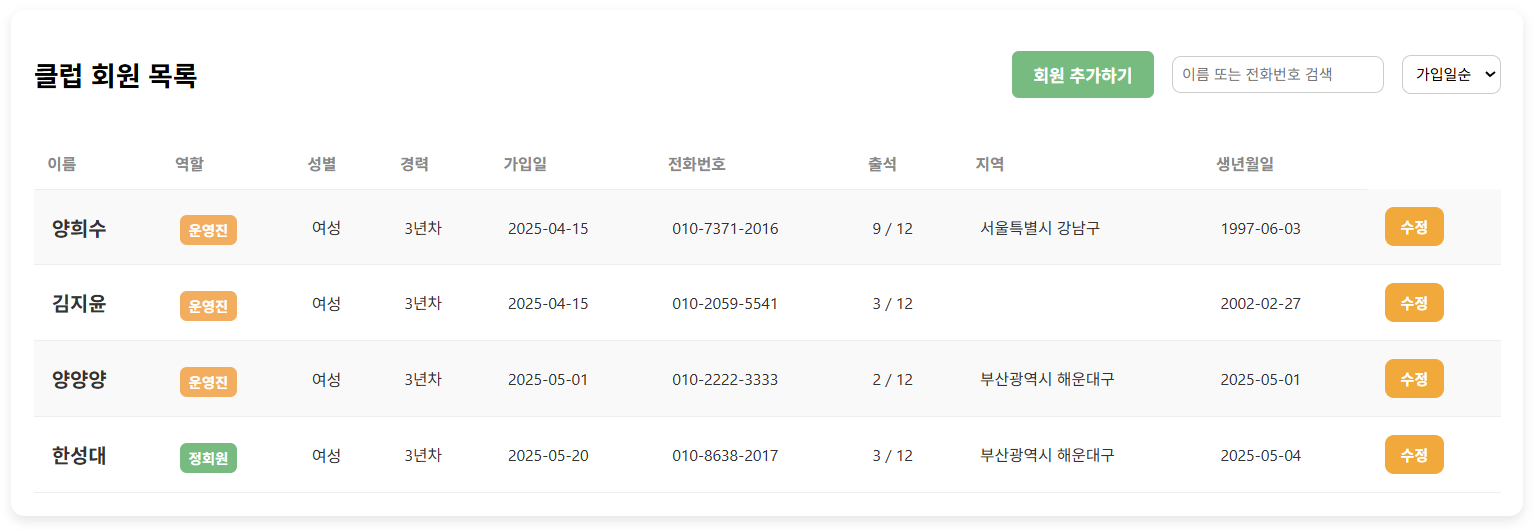 클럽 회원 목록 회원 추가하기 이름 또는 전화번호 검색 가입일순
이름 역할 성별 경력 가입일 전화번호 출석 지역 생년월일
양희수 운영진 여성 3년차 2025-04-15 010-7371-2016 9 / 12 서울특별시 강남구 1997-06-03 수정
김지윤 운영진 여성 3년차 2025-04-15 010-2059-5541 3 / 12 2002-02-27 수정
양양양 운영진 여성 3년차 2025-05-01 010-2222-3333 2 / 12 부산광역시 해운대구 2025-05-01 수정
한성대 정회원 여성 3년차 2025-05-20 010-8638-2017 3 / 12 부산광역시 해운대구 2025-05-04 수정